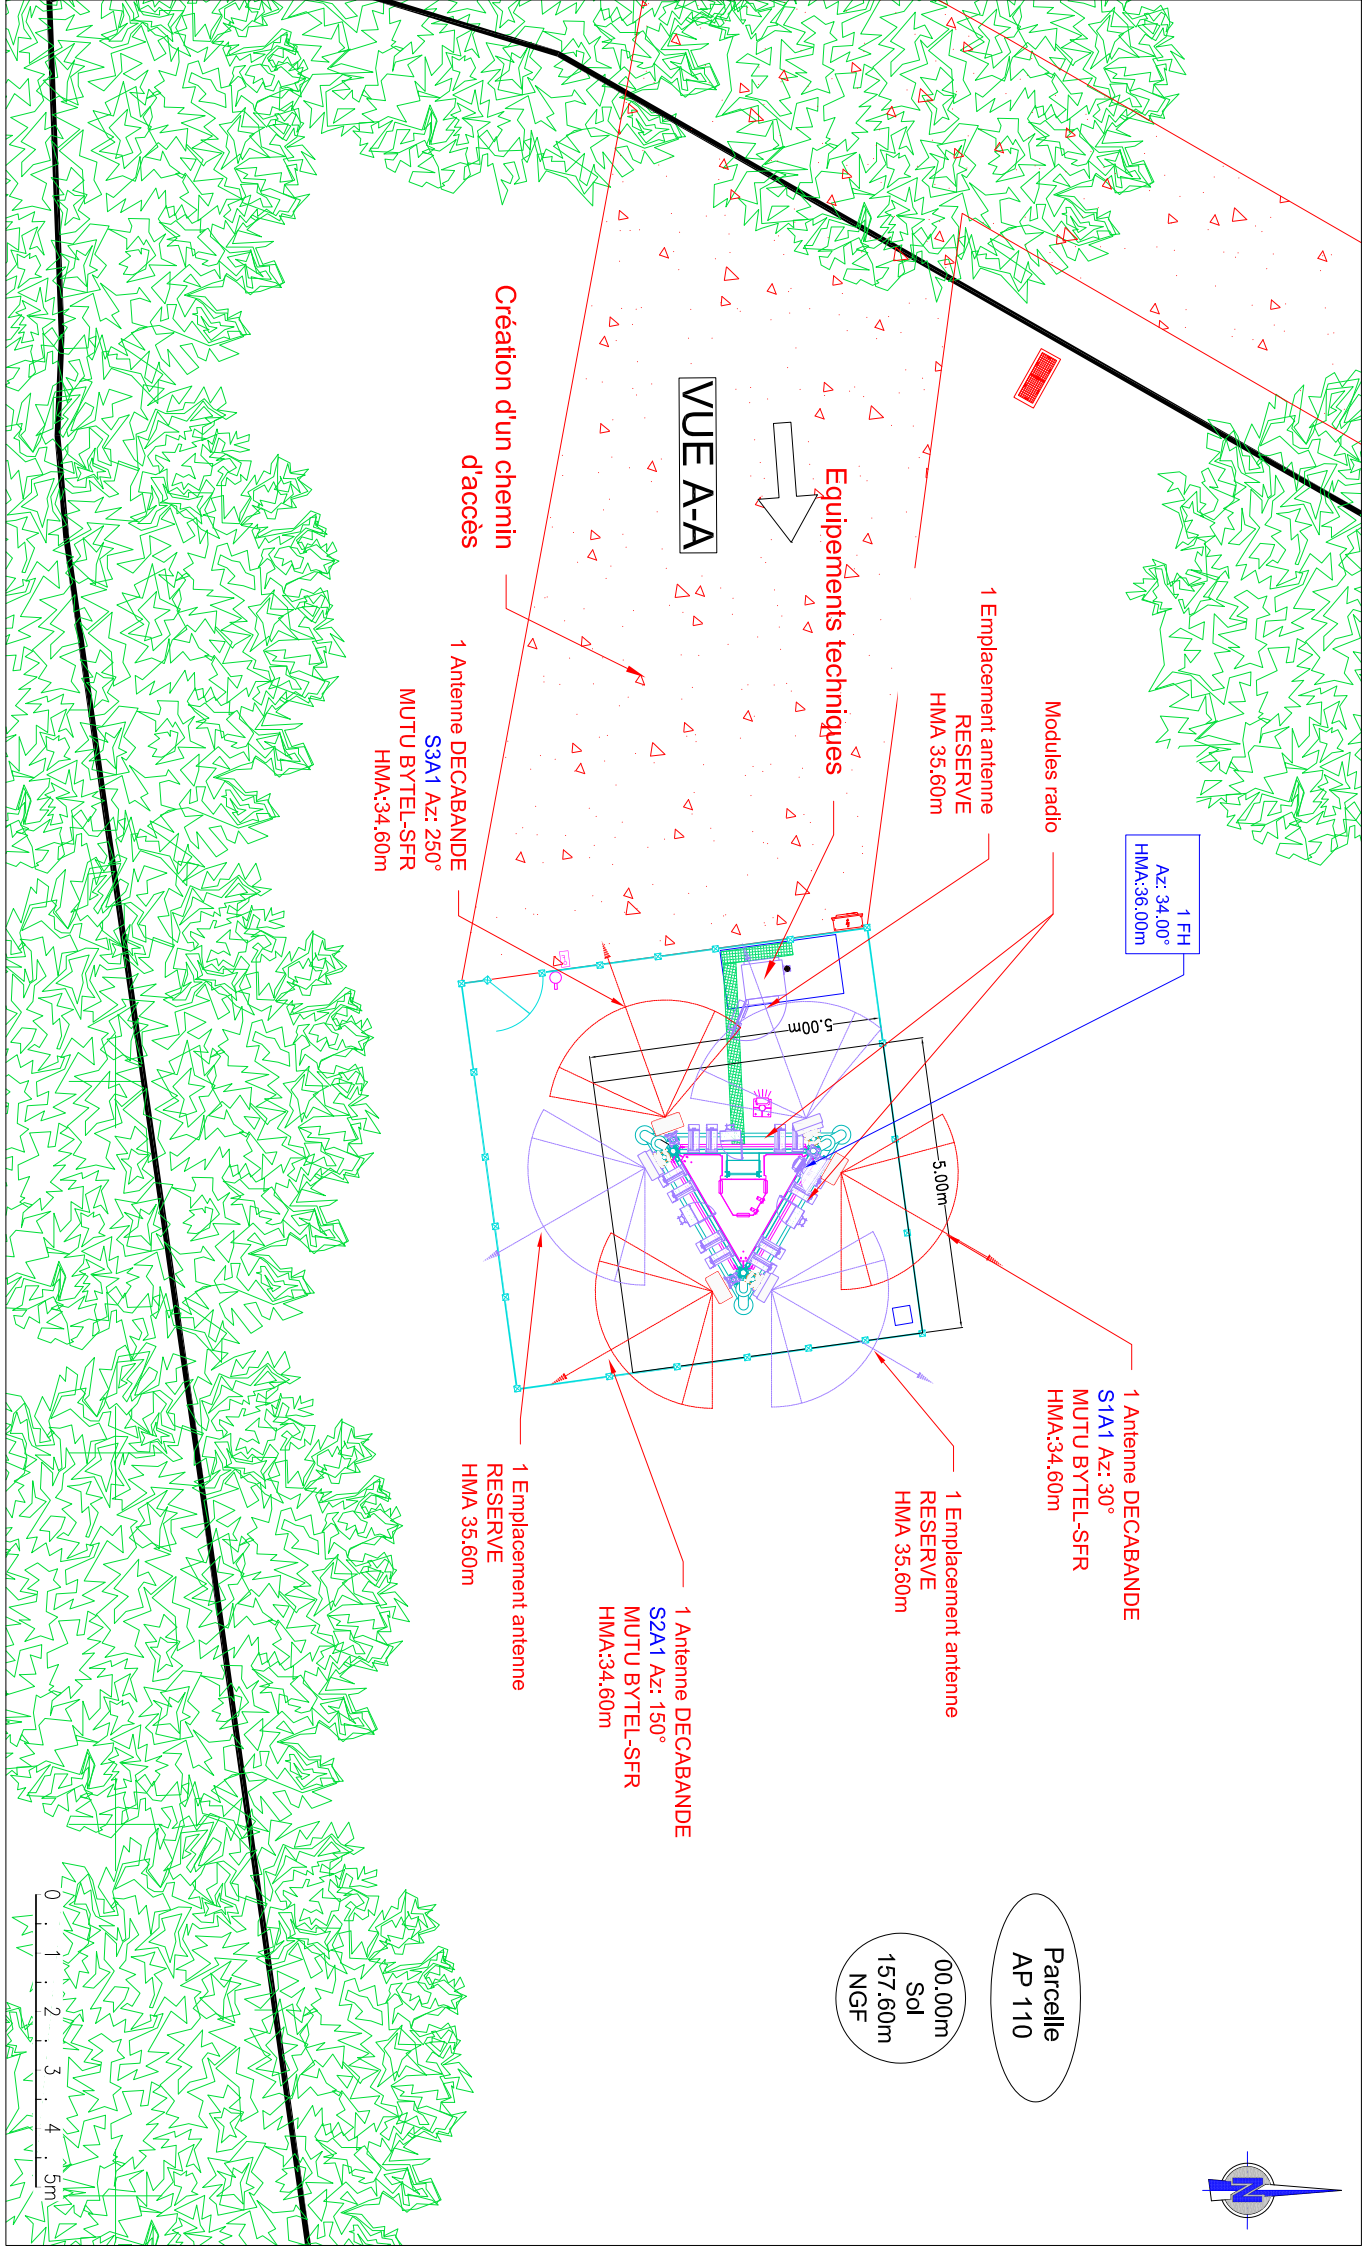 N
Parcelle
AP 110
00.00m
Sol
157.60m
NGF
1 FH
Az: 34.00°
HMA:36.00m
Modules radio
1 Emplacement antenne
RESERVE
HMA 35.60m
Equipements techniques
VUE A-A
Création d'un chemin
d'accès
1 Antenne DECABANDE
S3A1 Az: 250°
MUTU BYTEL-SFR
HMA:34.60m
1 Antenne DECABANDE
S1A1 Az: 30°
MUTU BYTEL-SFR
HMA:34.60m
1 Emplacement antenne
RESERVE
HMA 35.60m
1 Antenne DECABANDE
S2A1 Az: 150°
MUTU BYTEL-SFR
HMA:34.60m
1 Emplacement antenne
RESERVE
HMA 35.60m
5.00m
5.00m
0 1 2 3 4 5m